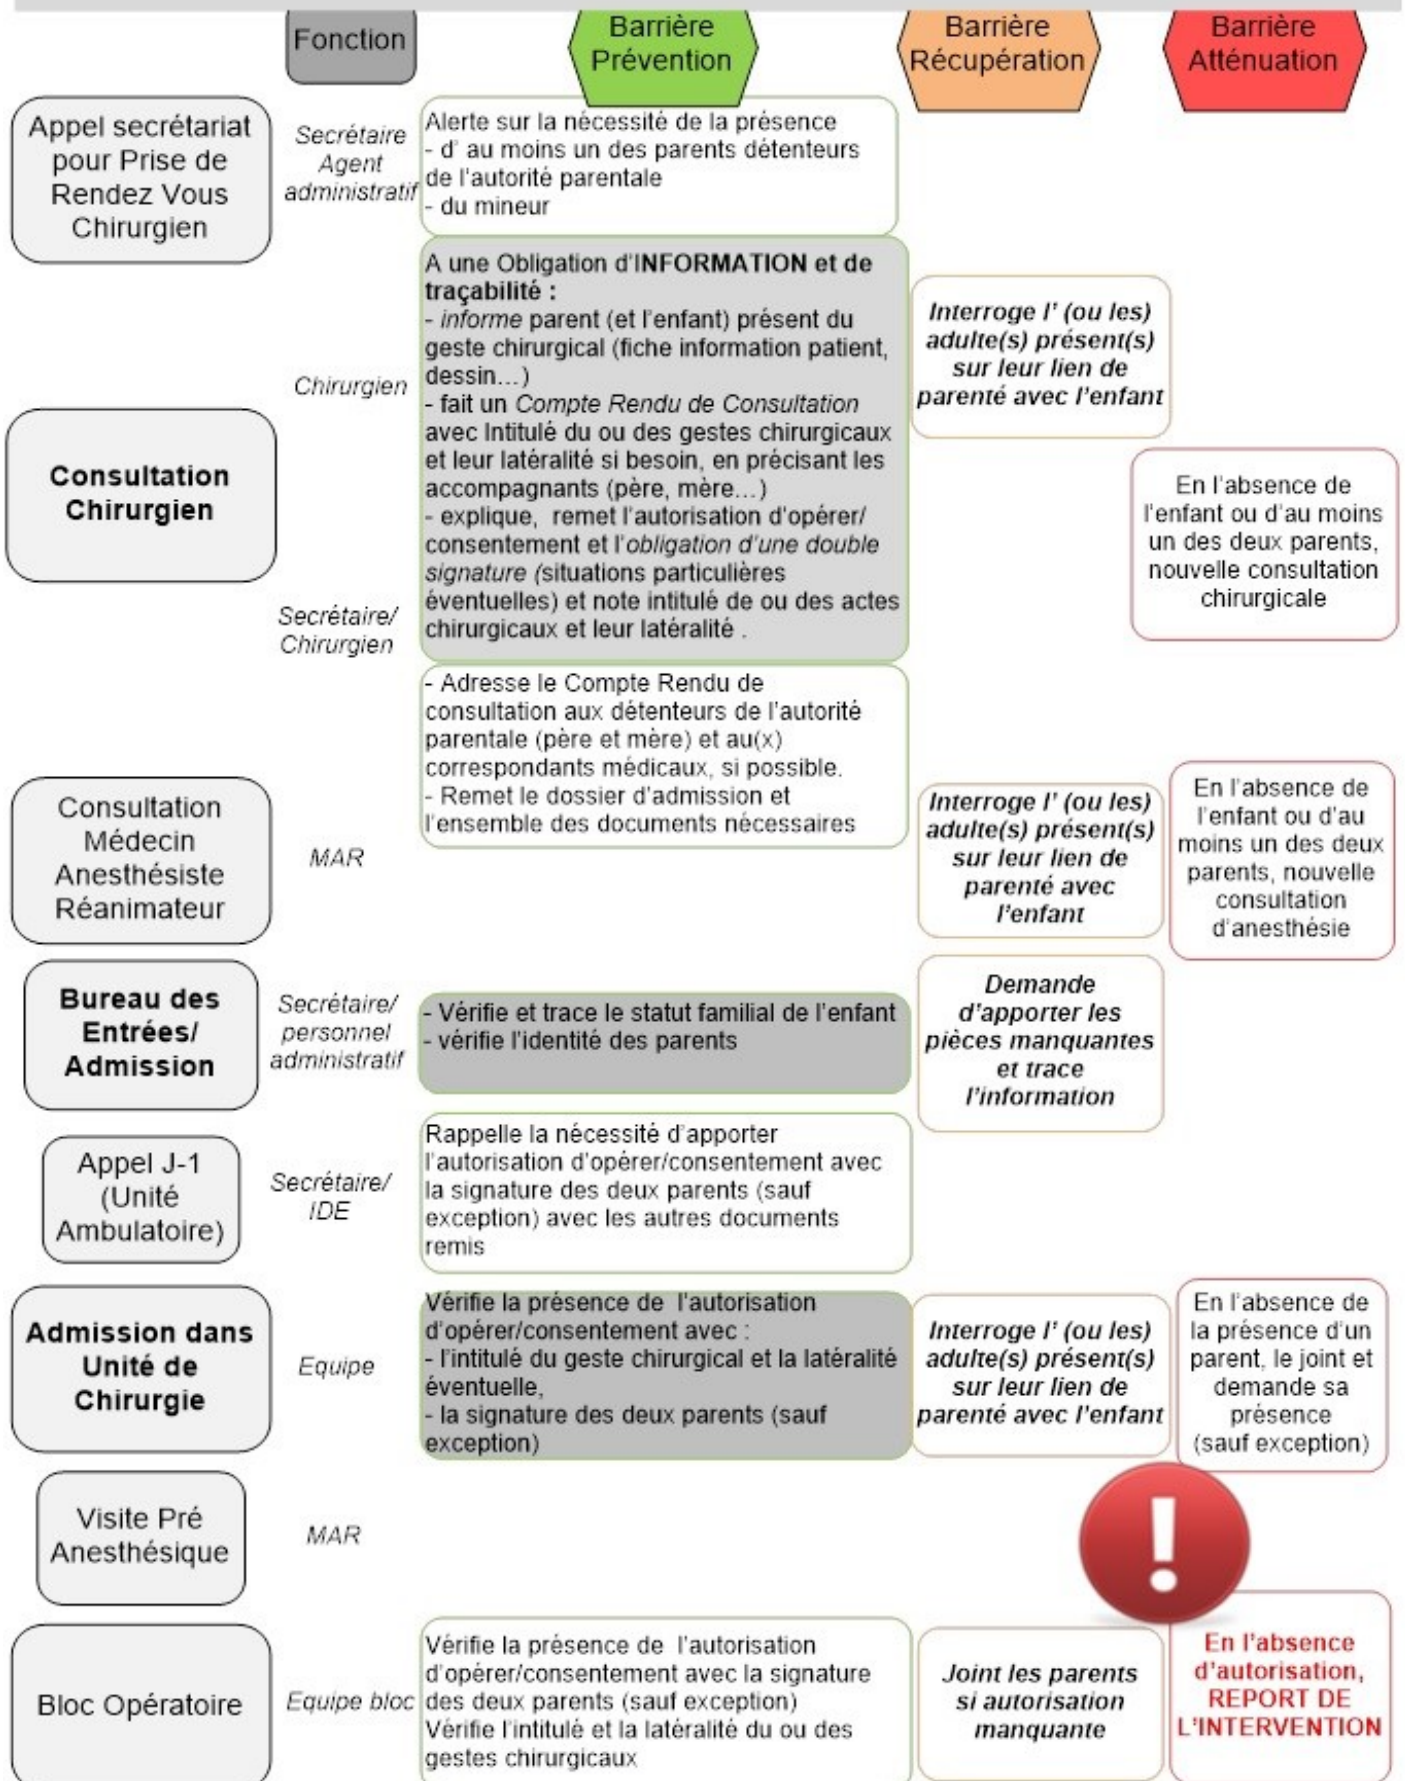 Fonction
Barrière
Prévention
Barrière
Récupération
Barrière
Atténuation
Appel secrétariat
pour Prise de
Rendez Vous
Chirurgien
Secrétaire
Agent
administratif
Alerte sur la nécessité de la présence
- d' au moins un des parents détenteurs
de l'autorité parentale
- du mineur
Consultation
Chirurgien
Chirurgien
A une Obligation d'INFORMATION et de
traçabilité :
- informe parent (et l'enfant) présent du
geste chirurgical (fiche information patient,
dessin…)
- fait un Compte Rendu de Consultation
avec Intitulé du ou des gestes chirurgicaux
et leur latéralité si besoin, en précisant les
accompagnants (père, mère…)
- explique, remet l'autorisation d'opérer/
consentement et l'obligation d'une double
signature (situations particulières
éventuelles) et note intitulé de ou des actes
chirurgicaux et leur latéralité .
Interroge l' (ou les)
adulte(s) présent(s)
sur leur lien de
parenté avec l'enfant
En l'absence de
l'enfant ou d'au moins
un des deux parents,
nouvelle consultation
chirurgicale
Secrétaire/
Chirurgien
- Adresse le Compte Rendu de
consultation aux détenteurs de l'autorité
parentale (père et mère) et au(x)
correspondants médicaux, si possible.
- Remet le dossier d'admission et
l'ensemble des documents nécessaires
Consultation
Médecin
Anesthésiste
Réanimateur
MAR
Interroge l' (ou les)
adulte(s) présent(s)
sur leur lien de
parenté avec
l'enfant
En l'absence de
l'enfant ou d'au
moins un des deux
parents, nouvelle
consultation
d'anesthésie
Bureau des
Entrées/
Admission
Secrétaire/
personnel
administratif
- Vérifie et trace le statut familial de l'enfant
- vérifie l'identité des parents
Demande
d'apporter les
pièces manquantes
et trace
l'information
Appel J-1
(Unité
Ambulatoire)
Secrétaire/
IDE
Rappelle la nécessité d'apporter
l'autorisation d'opérer/consentement avec
la signature des deux parents (sauf
exception) avec les autres documents
remis
Admission dans
Unité de
Chirurgie
Equipe
Vérifie la présence de l'autorisation
d'opérer/consentement avec :
- l'intitulé du geste chirurgical et la latéralité
éventuelle,
- la signature des deux parents (sauf
exception)
Interroge l' (ou les)
adulte(s) présent(s)
sur leur lien de
parenté avec l'enfant
En l'absence de
la présence d'un
parent, le joint et
demande sa
présence
(sauf exception)
Visite Pré
Anesthésique
MAR
!
Bloc Opératoire
Equipe bloc
Vérifie la présence de l'autorisation
d'opérer/consentement avec la signature
des deux parents (sauf exception)
Vérifie l'intitulé et la latéralité du ou des
gestes chirurgicaux
Joint les parents
si autorisation
manquante
En l'absence
d'autorisation,
REPORT DE
L'INTERVENTION